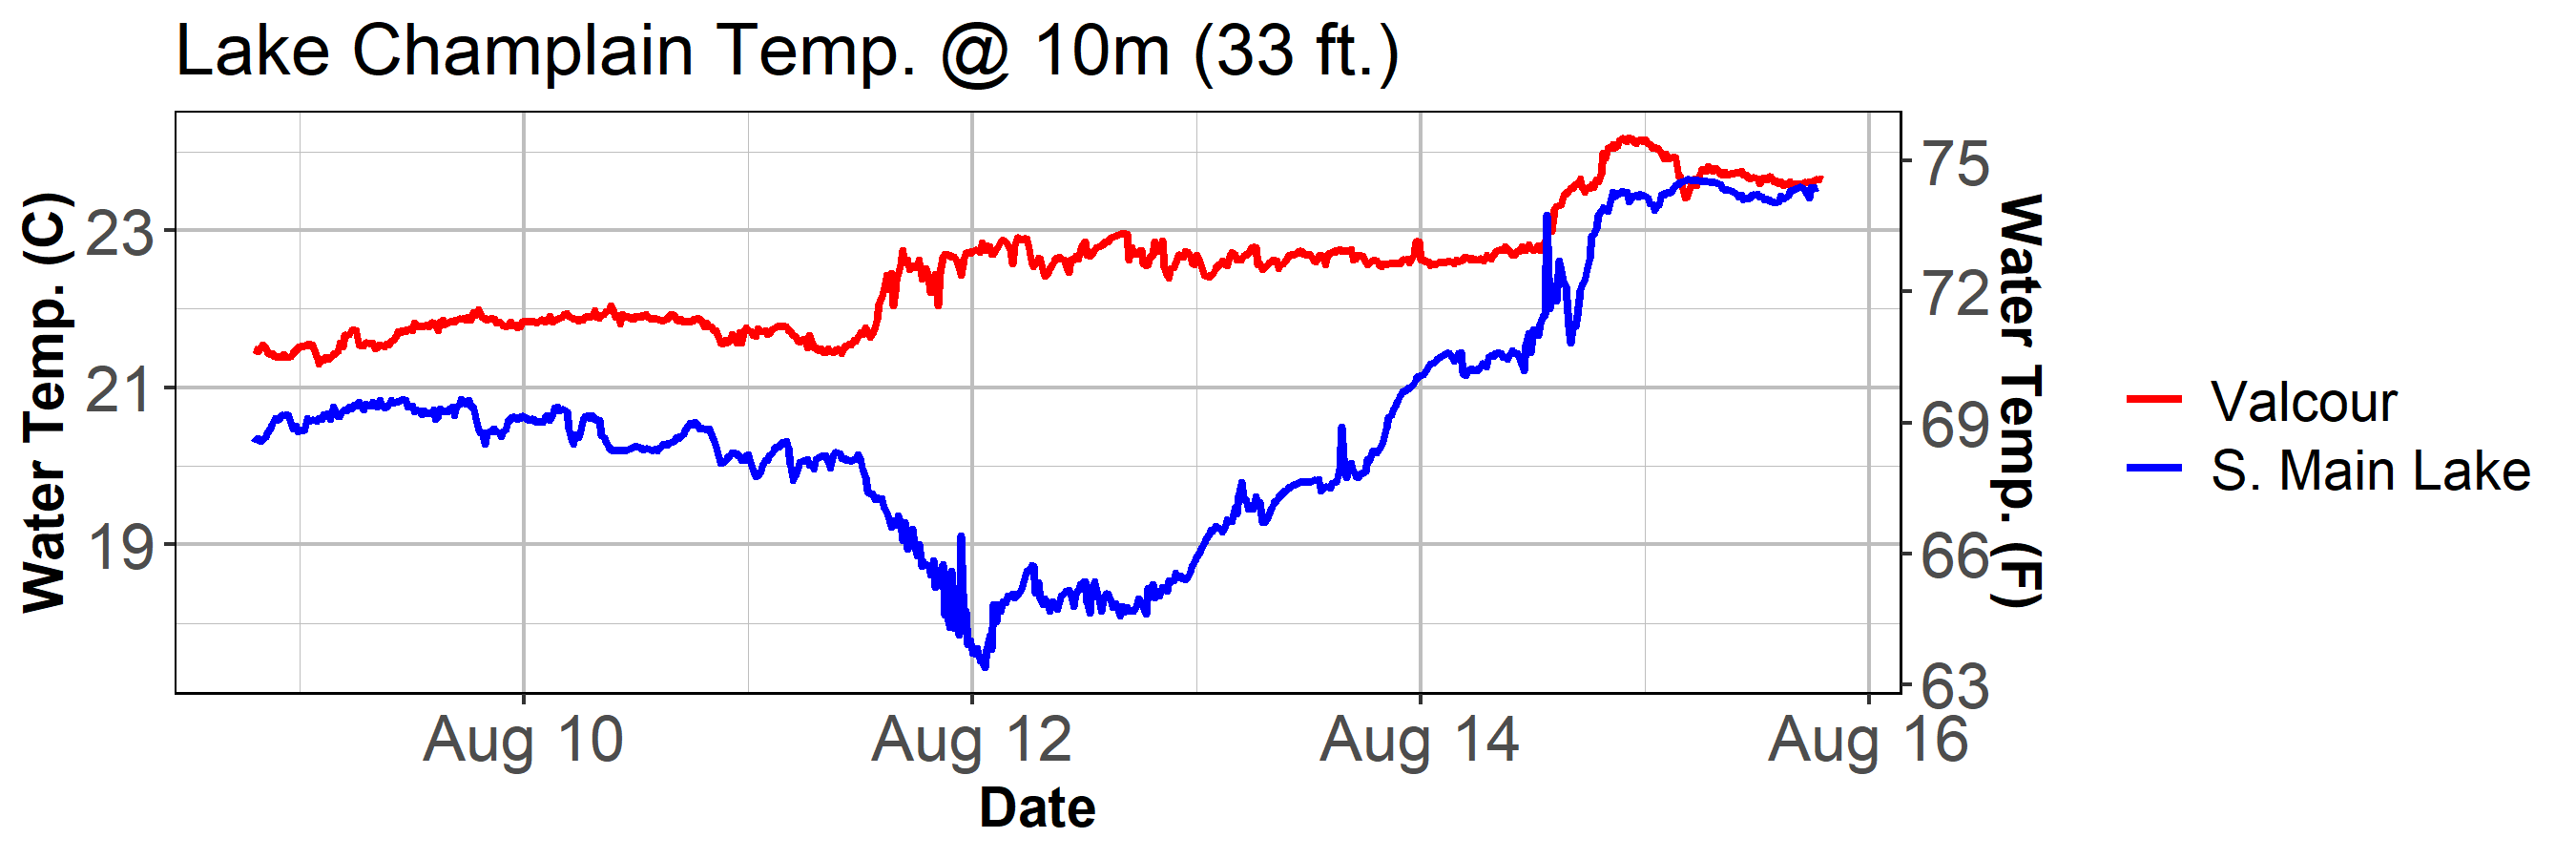 Lake Champlain Temp. @ 10m (33 ft.)
Water Temp. (C)
23
21
19
75
72
69
66
63
Water Temp. (F)
Aug 10
Aug 12
Aug 14
Aug 16
Date
Valcour
S. Main Lake